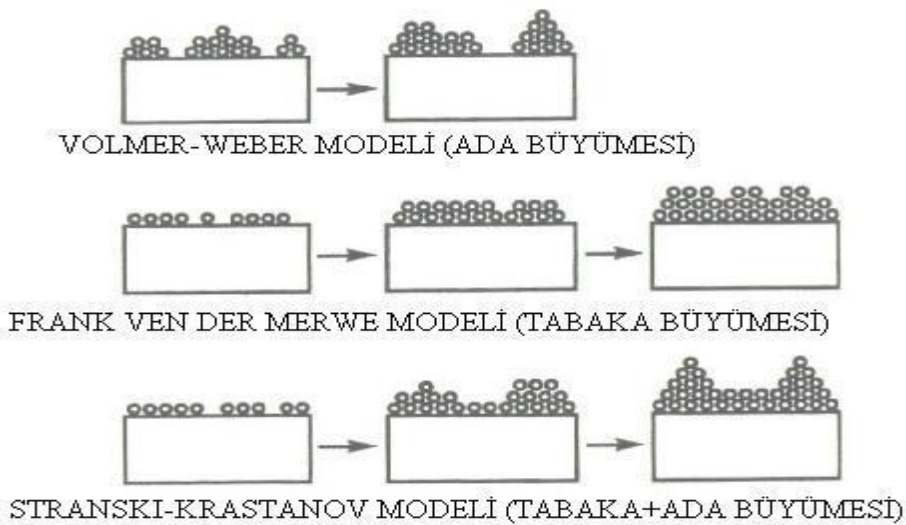 VOLMER-WEBER MODELİ (ADA BÜYÜMESİ)
FRANK VEN DER MERWE MODELİ (TABAKA BÜYÜMESİ)
STRANSKI-KRASTANOV MODELİ (TABAKA+ADA BÜYÜMESİ)